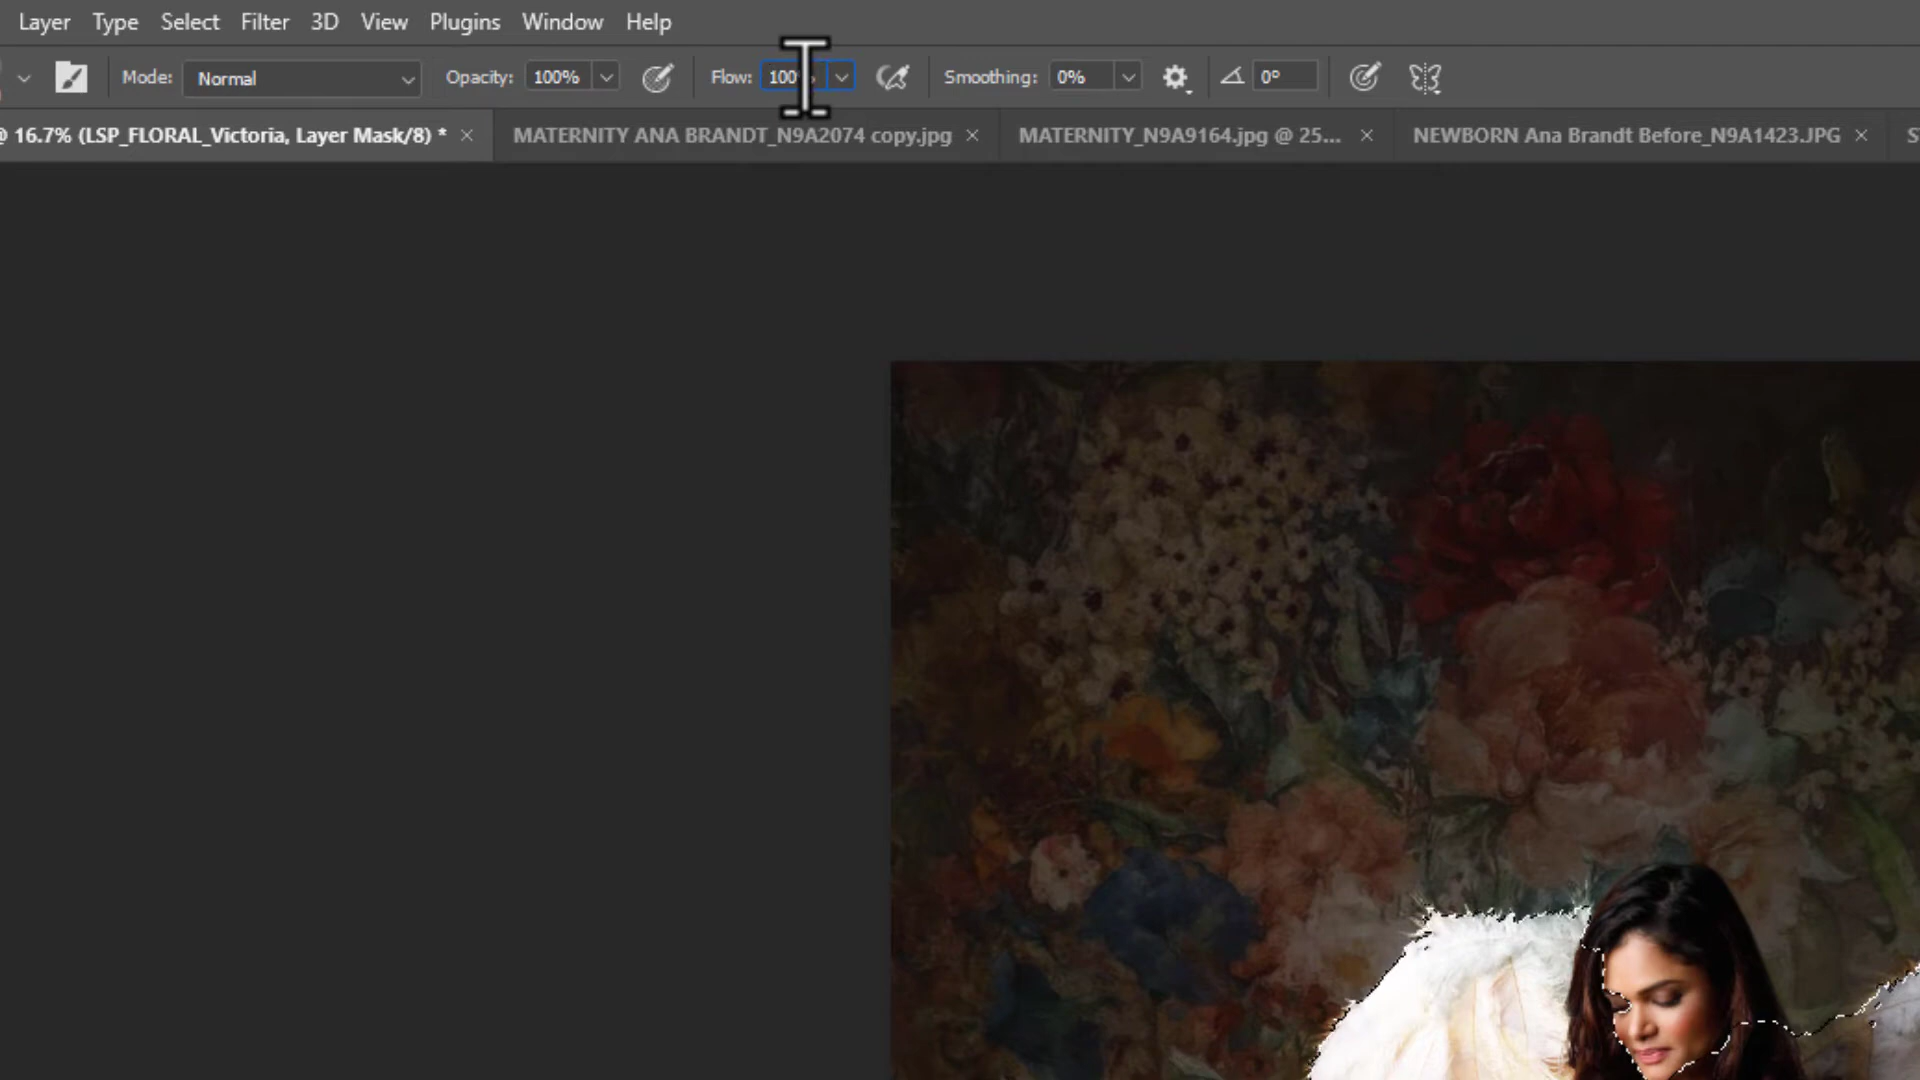 Layer Type Select Filter 3D View Plugins Window Help
Mode: Normal Opacity: 100% Flow: 100% Smoothing: 0% 0°
@ 16.7% (LSP_FLORAL_Victoria, Layer Mask/8) * × MATERNITY ANA BRANDT_N9A2074 copy.jpg × MATERNITY_N9A9164.jpg @ 25... × NEWBORN Ana Brandt Before_N9A1423.JPG ×